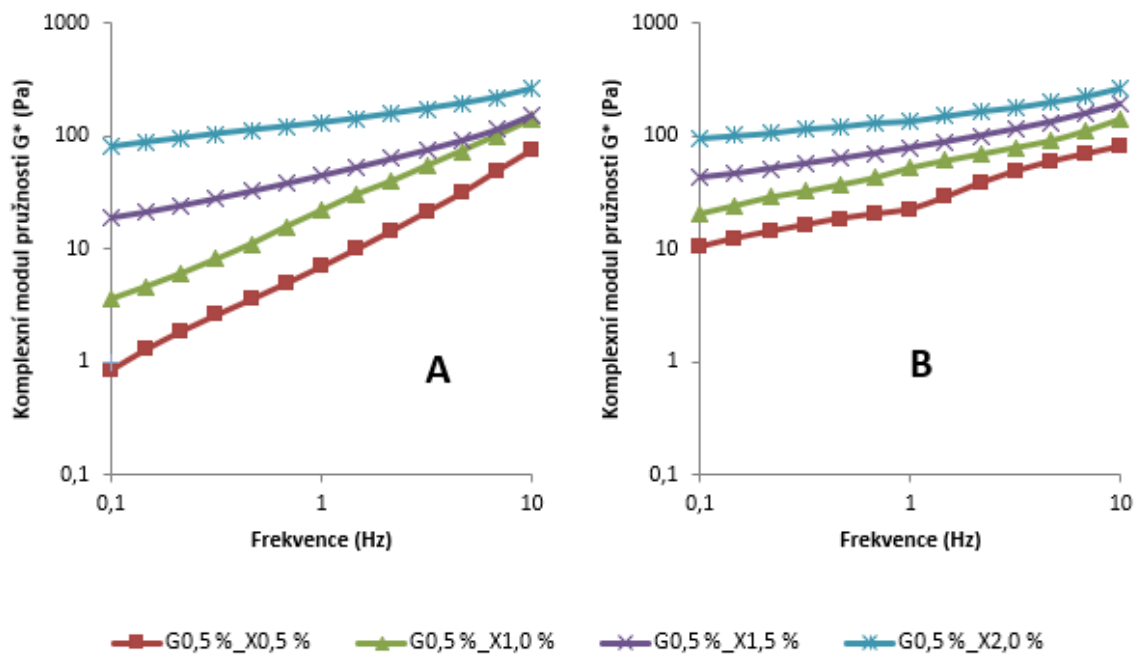 Komplexní modul pružnosti G* (Pa)
1000
100
10
1
0,1
0,1
1
10
Frekvence (Hz)
A
Komplexní modul pružnosti G* (Pa)
1000
100
10
1
0,1
0,1
1
10
Frekvence (Hz)
B
G0,5 %_X0,5 %
G0,5 %_X1,0 %
G0,5 %_X1,5 %
G0,5 %_X2,0 %